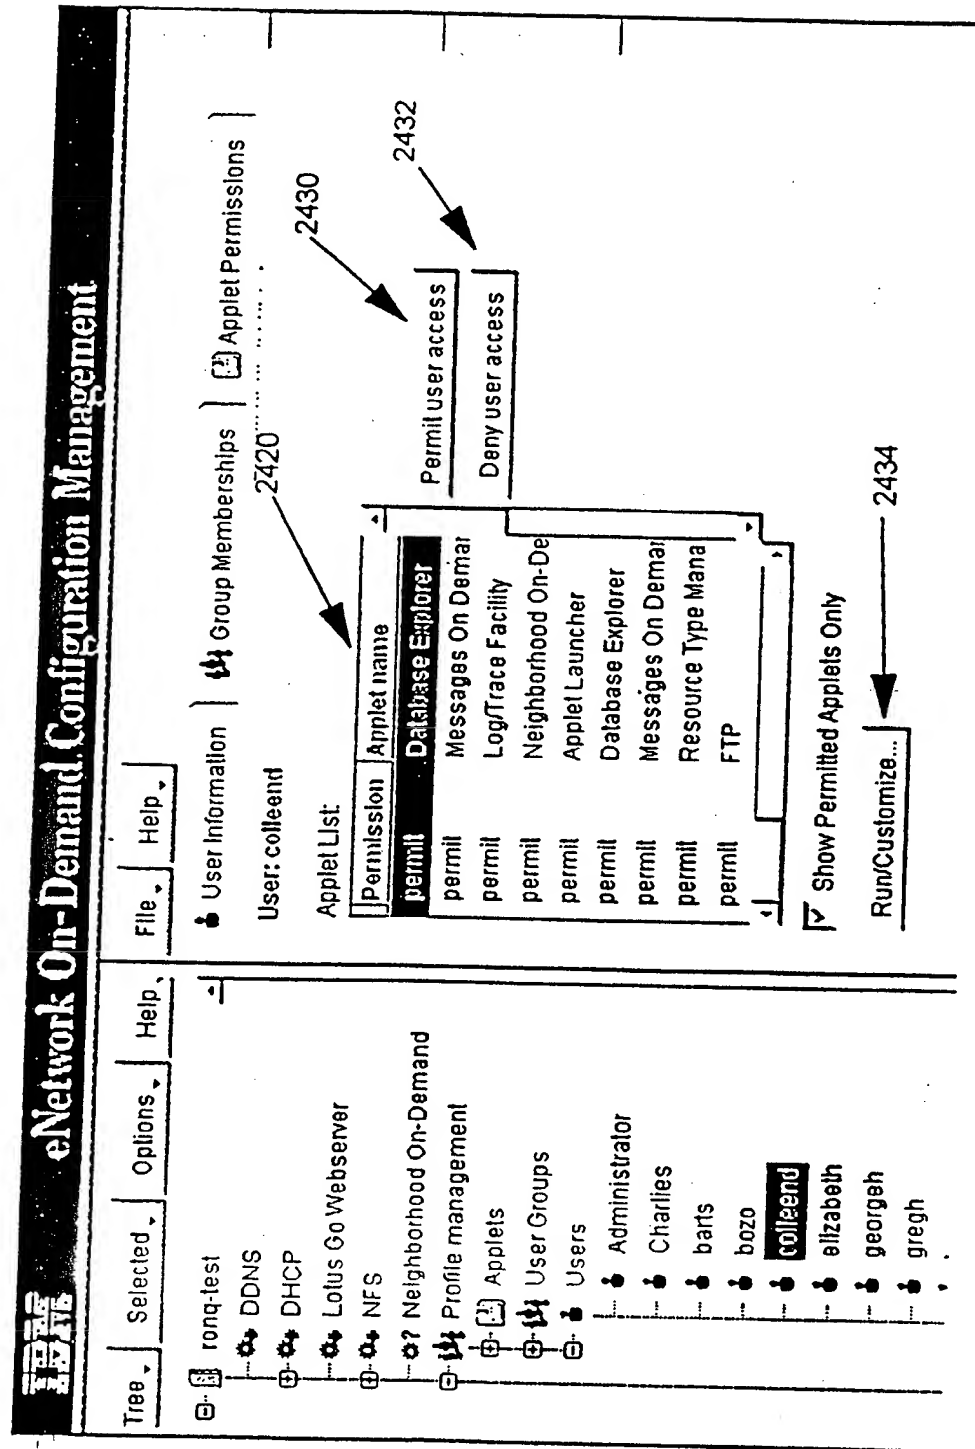 IBM eNetwork On-Demand Configuration Management
Tree Selected Options Help
ronq-test
DDNS
DHCP
Lotus Go Webserver
NFS
Neighborhood On-Demand
Profile management
Applets
User Groups
Users
Administrator
Charlies
barts
bozo
colleend
elizabeth
georgeh
gregh
File Help
User Information Group Memberships Applet Permissions
User: colleend
2420
2430
2432
Applet List:
Permission Applet name
permit Database Explorer
permit Messages On Deman
permit Log/Trace Facility
permit Neighborhood On-De
permit Applet Launcher
permit Database Explorer
permit Messages On Deman
permit Resource Type Mana
permit FTP
Permit user access
Deny user access
Show Permitted Applets Only
Run/Customize...
2434